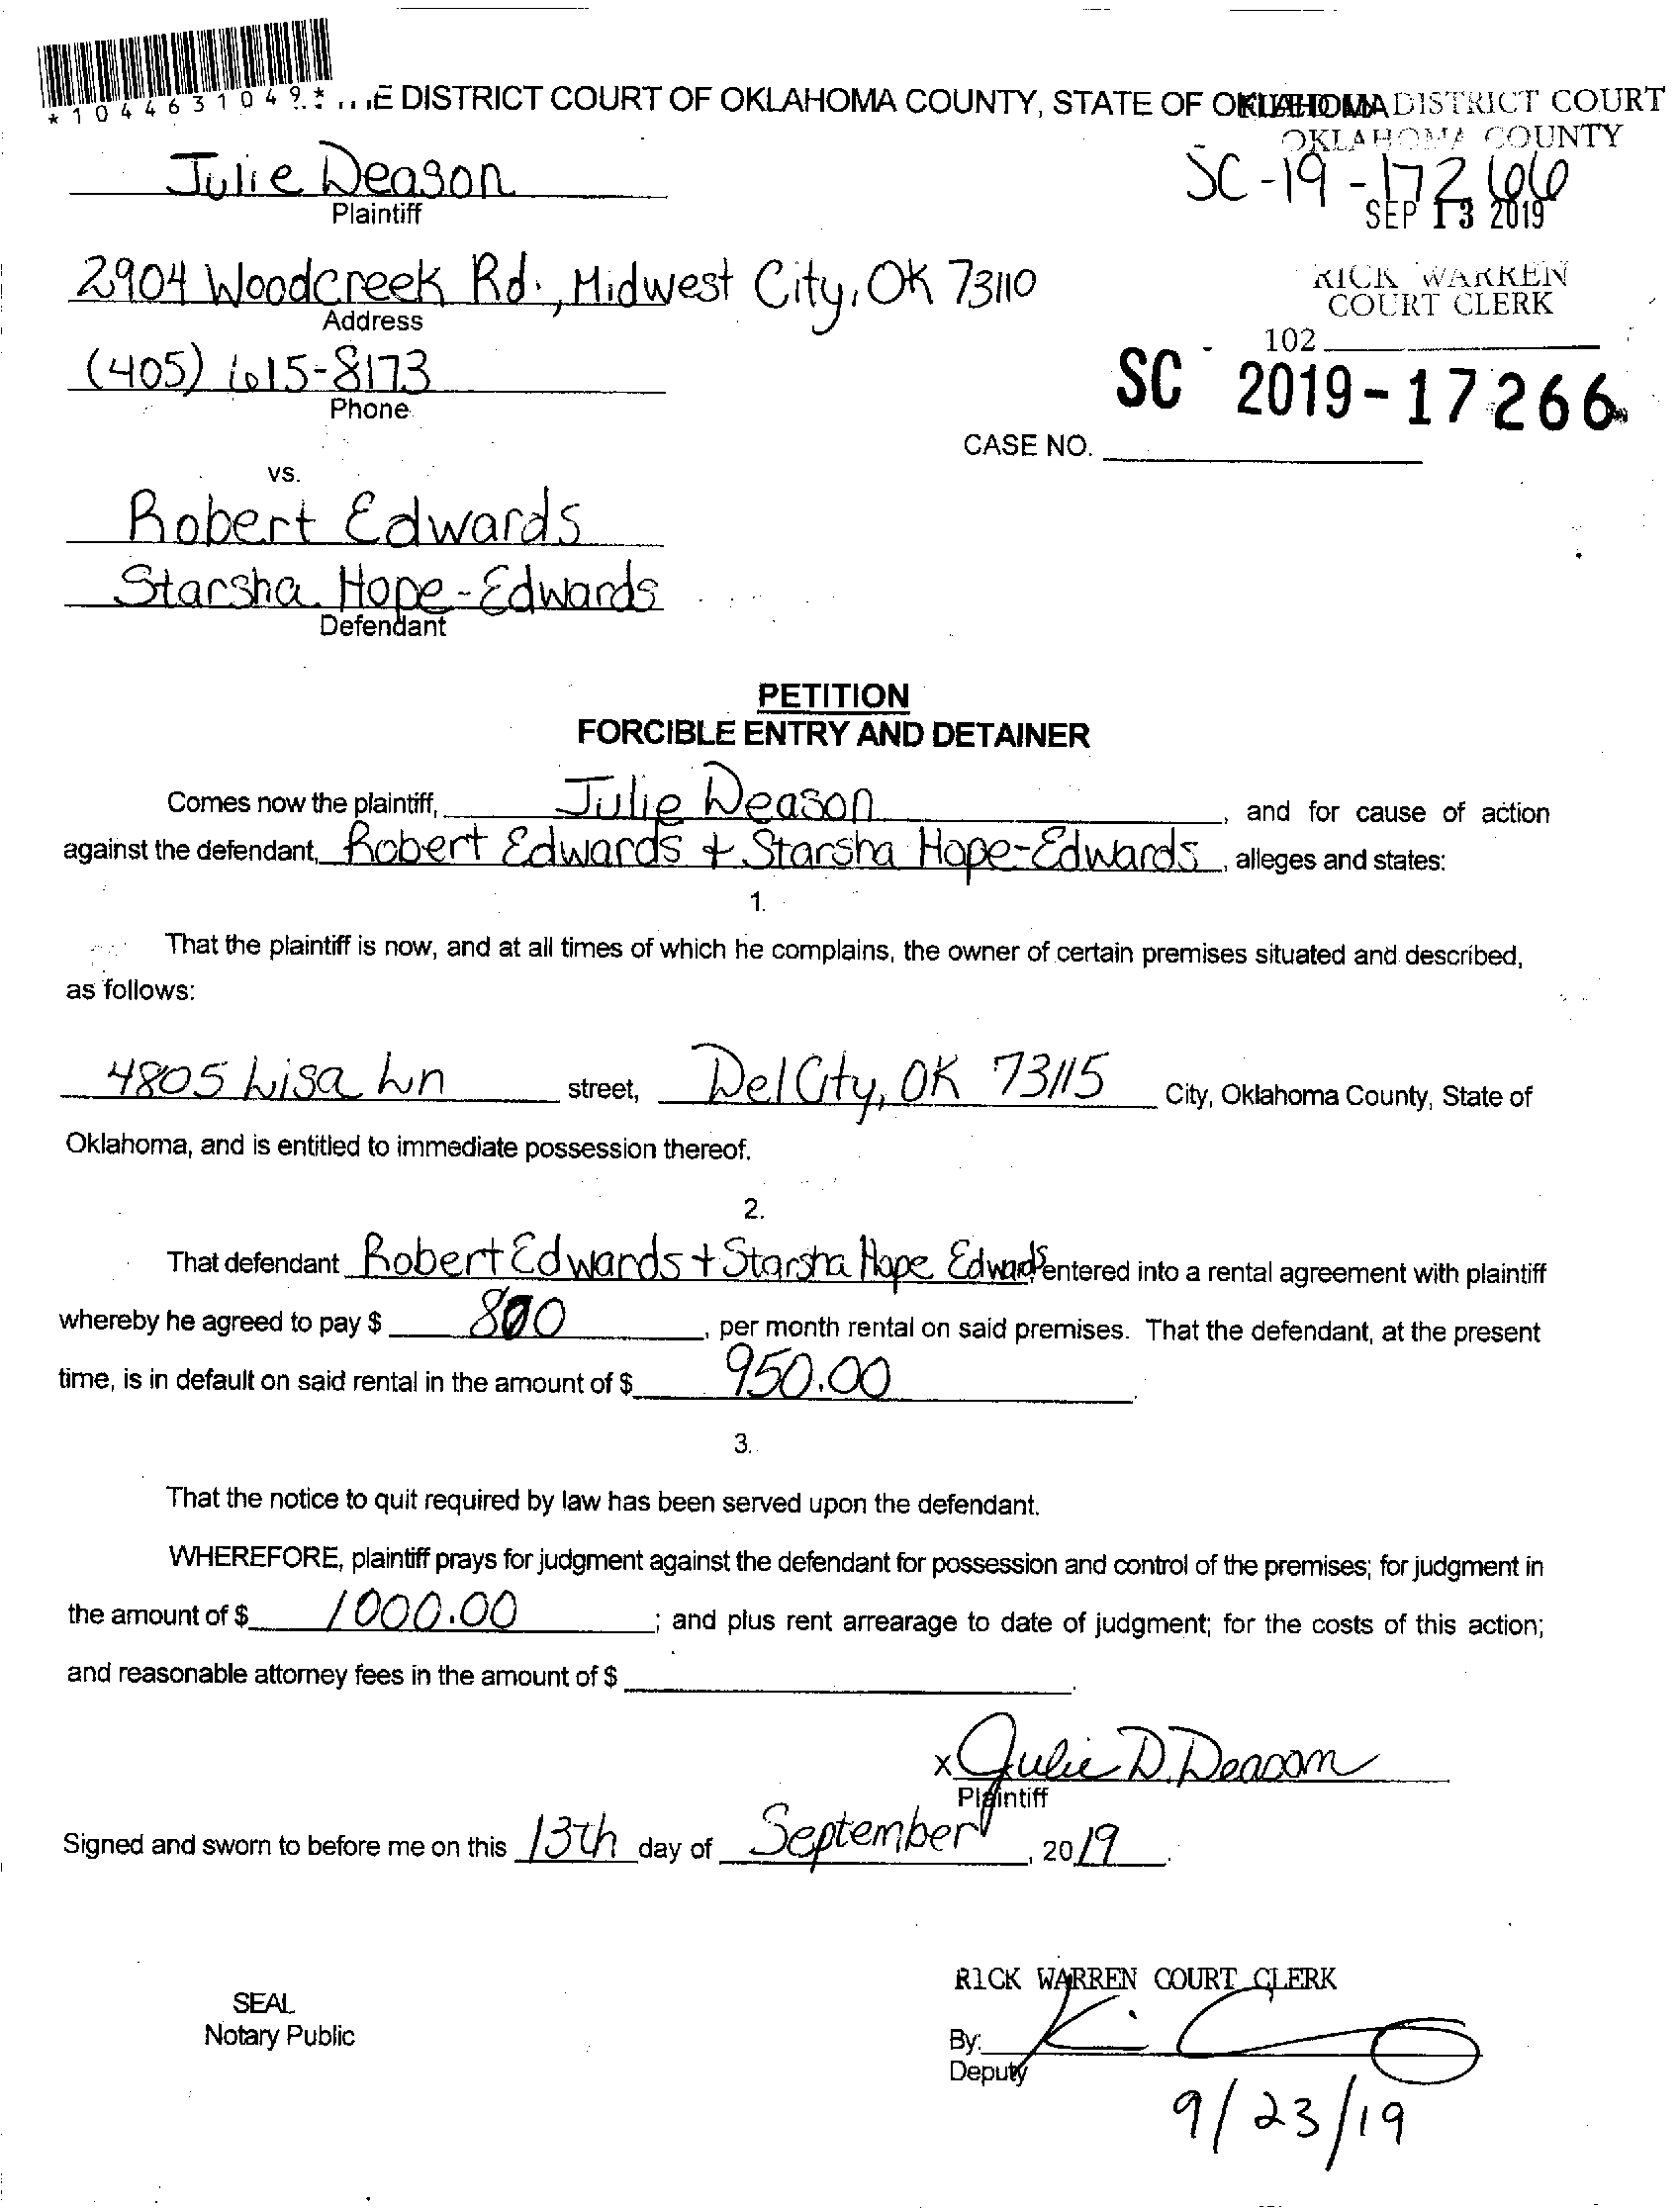 *1044631049*
E DISTRICT COURT OF OKLAHOMA COUNTY, STATE OF OKLAHOMA
DISTRICT COURT
OKLAHOMA COUNTY
Julie Deason
SC-19-17266
Plaintiff
SEP 13 2019
2904 Woodcreek Rd., Midwest City, OK 73110
Address
RICK WARREN
COURT CLERK
102
(405) 615-8173
Phone
SC 2019-17266
CASE NO.
vs.
Robert Edwards
Starsha Hope-Edwards
Defendant
PETITION
FORCIBLE ENTRY AND DETAINER
Comes now the plaintiff, Julie Deason, and for cause of action
against the defendant, Robert Edwards + Starsha Hope-Edwards, alleges and states:
1.
That the plaintiff is now, and at all times of which he complains, the owner of certain premises situated and described,
as follows:
4805 Lisa Ln street, Del City, OK 73115 City, Oklahoma County, State of
Oklahoma, and is entitled to immediate possession thereof.
2.
That defendant Robert Edwards + Starsha Hope Edwards entered into a rental agreement with plaintiff
whereby he agreed to pay $ 800, per month rental on said premises. That the defendant, at the present
time, is in default on said rental in the amount of $ 950.00.
3.
That the notice to quit required by law has been served upon the defendant.
WHEREFORE, plaintiff prays for judgment against the defendant for possession and control of the premises; for judgment in
the amount of $ 1000.00; and plus rent arrearage to date of judgment; for the costs of this action;
and reasonable attorney fees in the amount of $ .
x Julie D. Deason
Plaintiff
Signed and sworn to before me on this 13th day of September, 2019.
RICK WARREN COURT CLERK
SEAL
Notary Public
By:
Deputy
9/23/19